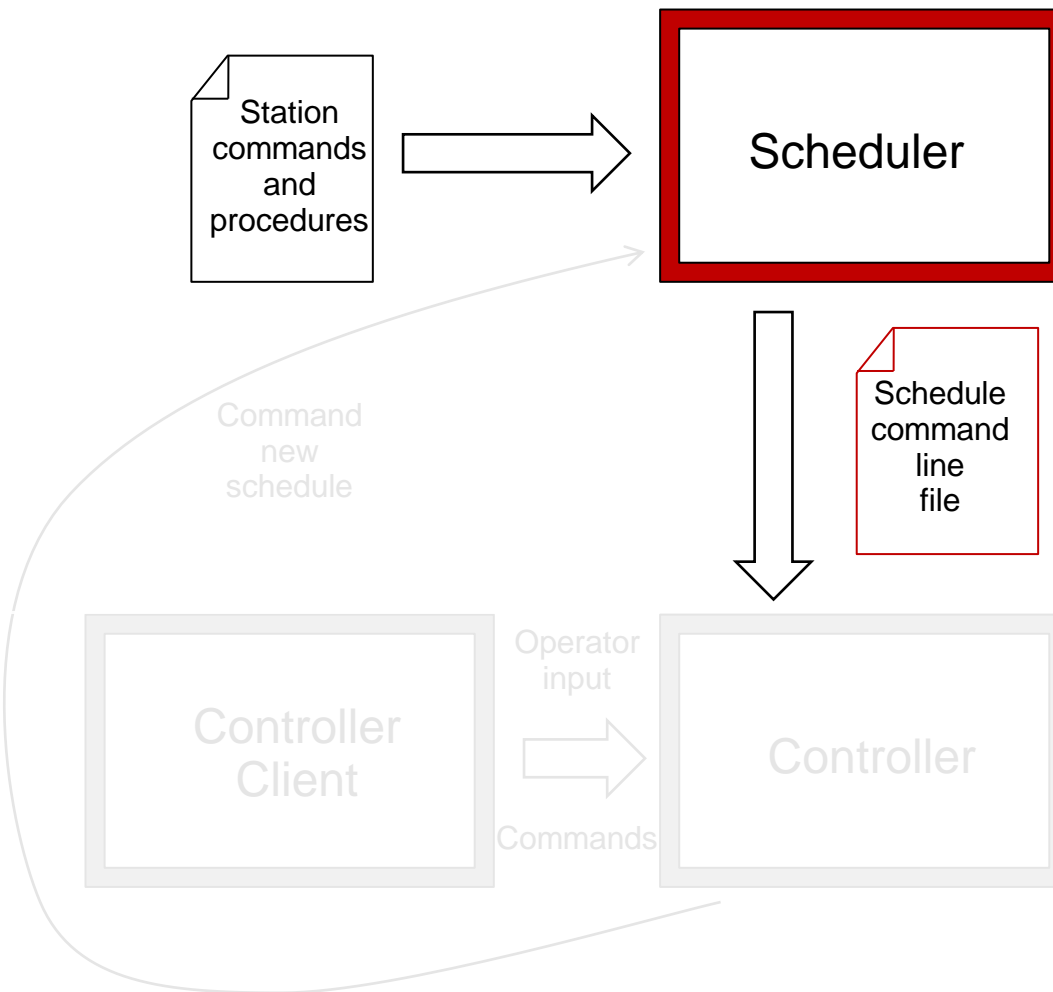 Station
commands
and
procedures
Scheduler
Schedule
command
line
file
Command
new
schedule
Operator
input
Controller
Client
Controller
Commands